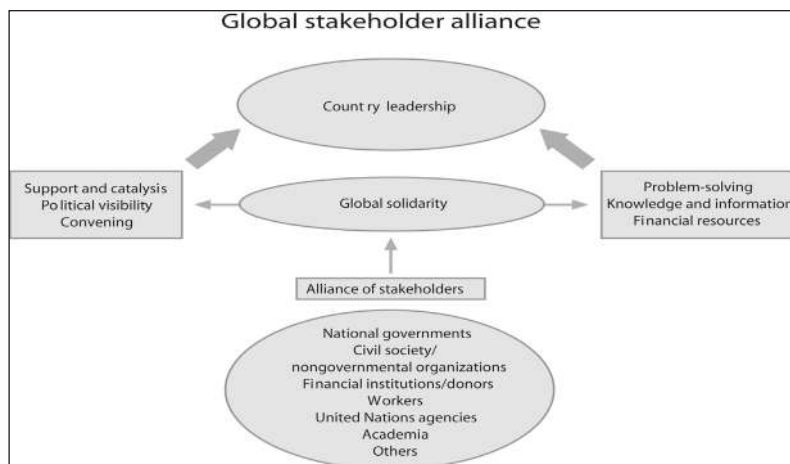 Global stakeholder alliance
Count ry leadership
Support and catalysis
Political visibility
Convening
Global solidarity
Problem-solving
Knowledge and information
Financial resources
Alliance of stakeholders
National governments
Civil society/
nongovernmental organizations
Financial institutions/donors
Workers
United Nations agencies
Academia
Others